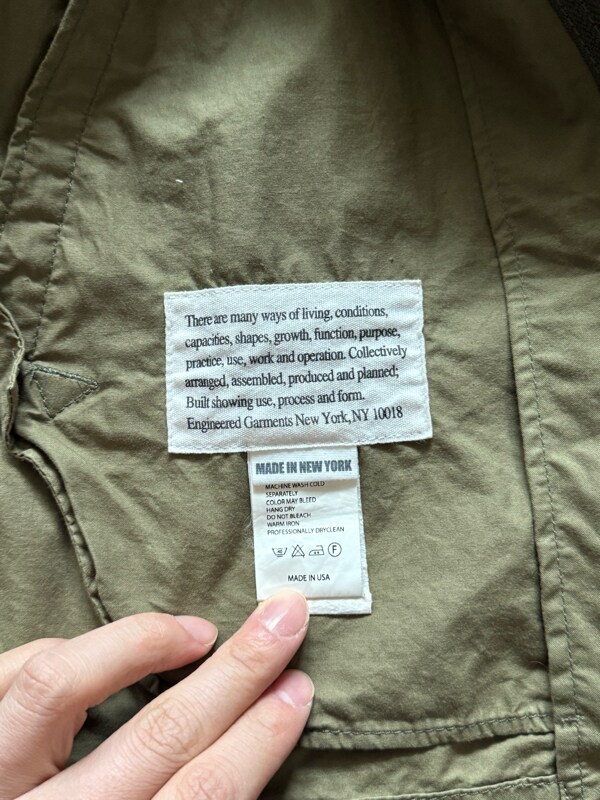 There are many ways of living, conditions,
capacities, shapes, growth, function, purpose,
practice, use, work and operation. Collectively
arranged, assembled, produced and planned;
Built showing use, process and form.
Engineered Garments New York, NY 10018
MADE IN NEW YORK
MACHINE WASH COLD
SEPARATELY
COLOR MAY BLEED
HANG DRY
DO NOT BLEACH
WARM IRON
PROFESSIONALLY DRYCLEAN
F
MADE IN USA